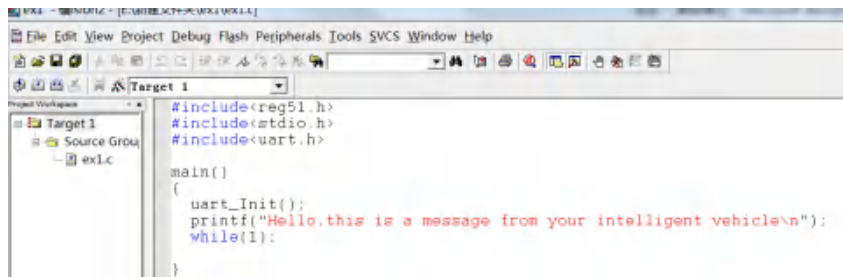 File Edit View Project Debug Flash Peripherals Tools SVCS Window Help
Target 1
Project Workspace
Target 1
Source Grou
ex1.c
#include<reg51.h>
#include<stdio.h>
#include<uart.h>
main()
{
uart_Init();
printf("Hello,this is a message from your intelligent vehicle\n");
while(1);
}